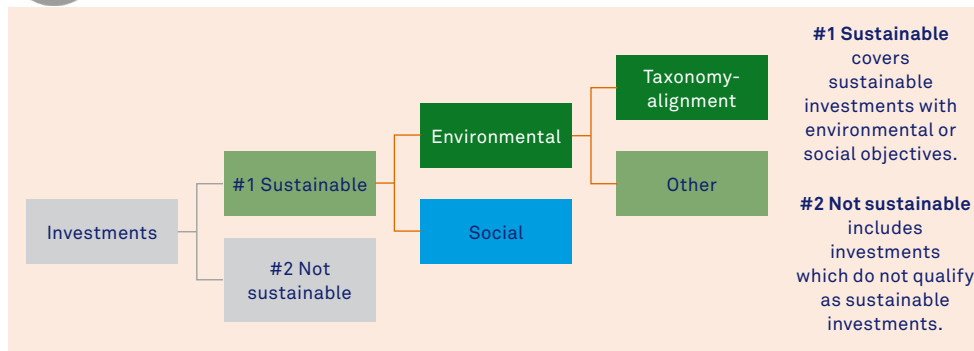 Investments
#1 Sustainable
#2 Not
sustainable
Environmental
Social
Taxonomy-
alignment
Other
#1 Sustainable
covers
sustainable
investments with
environmental or
social objectives.
#2 Not sustainable
includes
investments
which do not qualify
as sustainable
investments.